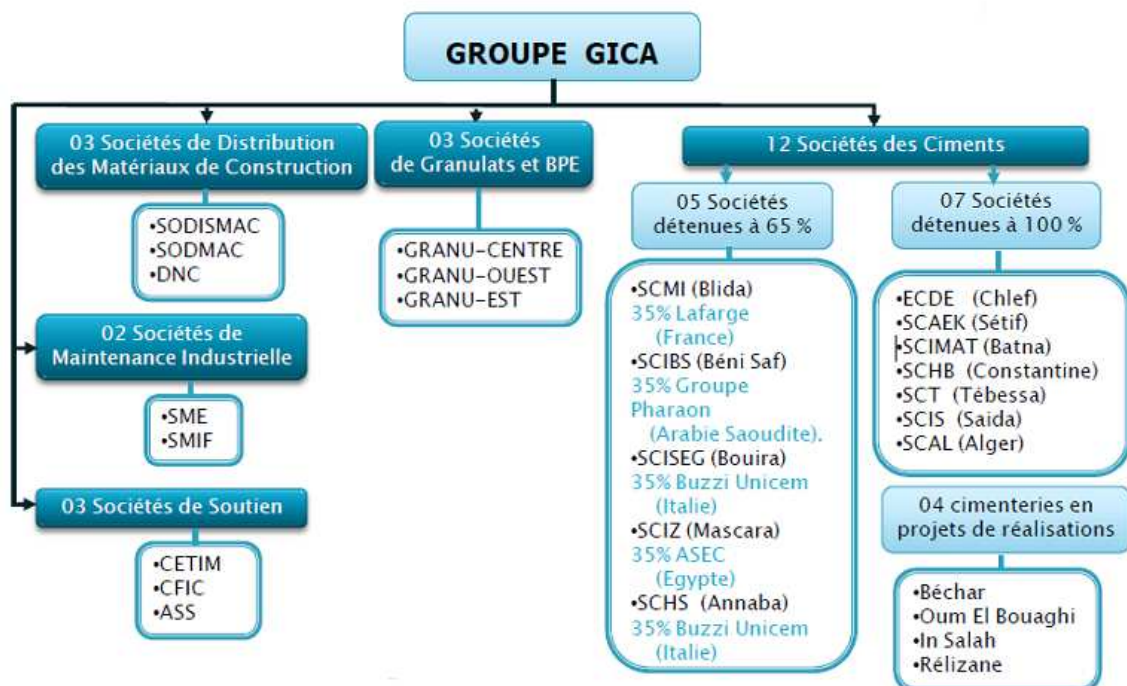 GROUPE GICA
03 Sociétés de Distribution
des Matériaux de Construction
•SODISMAC
•SODMAC
•DNC
02 Sociétés de
Maintenance Industrielle
•SME
•SMIF
03 Sociétés de Soutien
•CETIM
•CFIC
•ASS
03 Sociétés
de Granulats et BPE
•GRANU-CENTRE
•GRANU-OUEST
•GRANU-EST
12 Sociétés des Ciments
05 Sociétés
détenues à 65 %
•SCMI (Blida)
35% Lafarge
(France)
•SCIBS (Béni Saf)
35% Groupe
Pharaon
(Arabie Saoudite).
•SCISEG (Bouira)
35% Buzzi Unicem
(Italie)
•SCIZ (Mascara)
35% ASEC
(Egypte)
•SCHS (Annaba)
35% Buzzi Unicem
(Italie)
07 Sociétés
détenues à 100 %
•ECDE (Chlef)
•SCAEK (Sétif)
•SCIMAT (Batna)
•SCHB (Constantine)
•SCT (Tébessa)
•SCIS (Saida)
•SCAL (Alger)
04 cimenteries en
projets de réalisations
•Béchar
•Oum El Bouaghi
•In Salah
•Rélizane